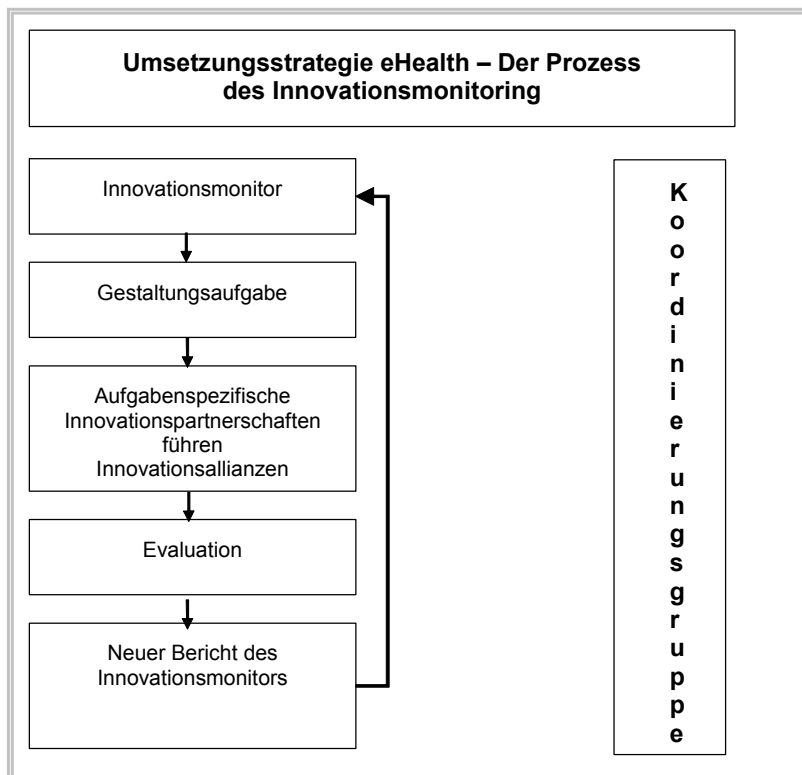 Umsetzungsstrategie eHealth – Der Prozess
des Innovationsmonitoring
Innovationsmonitor
Gestaltungsaufgabe
Aufgabenspezifische
Innovationspartnerschaften
führen
Innovationsallianzen
Evaluation
Neuer Bericht des
Innovationsmonitors
K
o
o
r
d
i
n
i
e
r
u
n
g
s
g
r
u
p
p
e